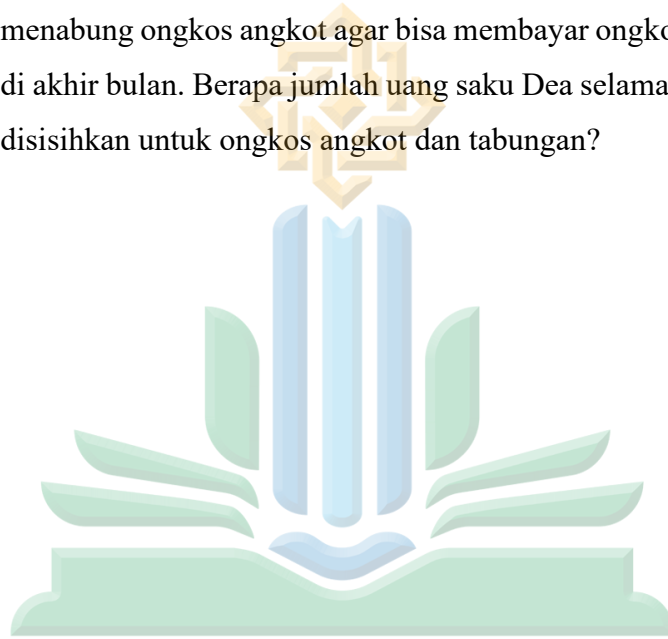 menabung ongkos angkot agar bisa membayar ongko
di akhir bulan. Berapa jumlah uang saku Dea selama
disisihkan untuk ongkos angkot dan tabungan?